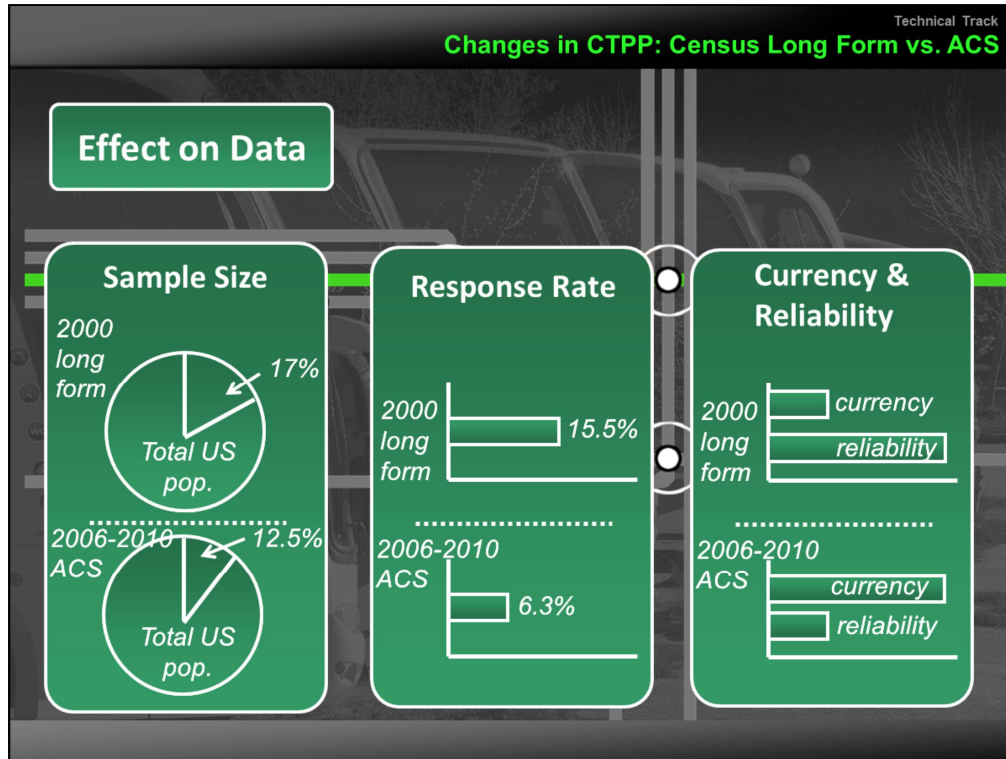 Technical Track
Changes in CTPP: Census Long Form vs. ACS
Effect on Data
Sample Size
2000
long
form
17%
Total US
pop.
2006-2010
ACS
12.5%
Total US
pop.
Response Rate
2000
long
form
15.5%
2006-2010
ACS
6.3%
Currency &
Reliability
2000
long
form
currency
reliability
2006-2010
ACS
currency
reliability